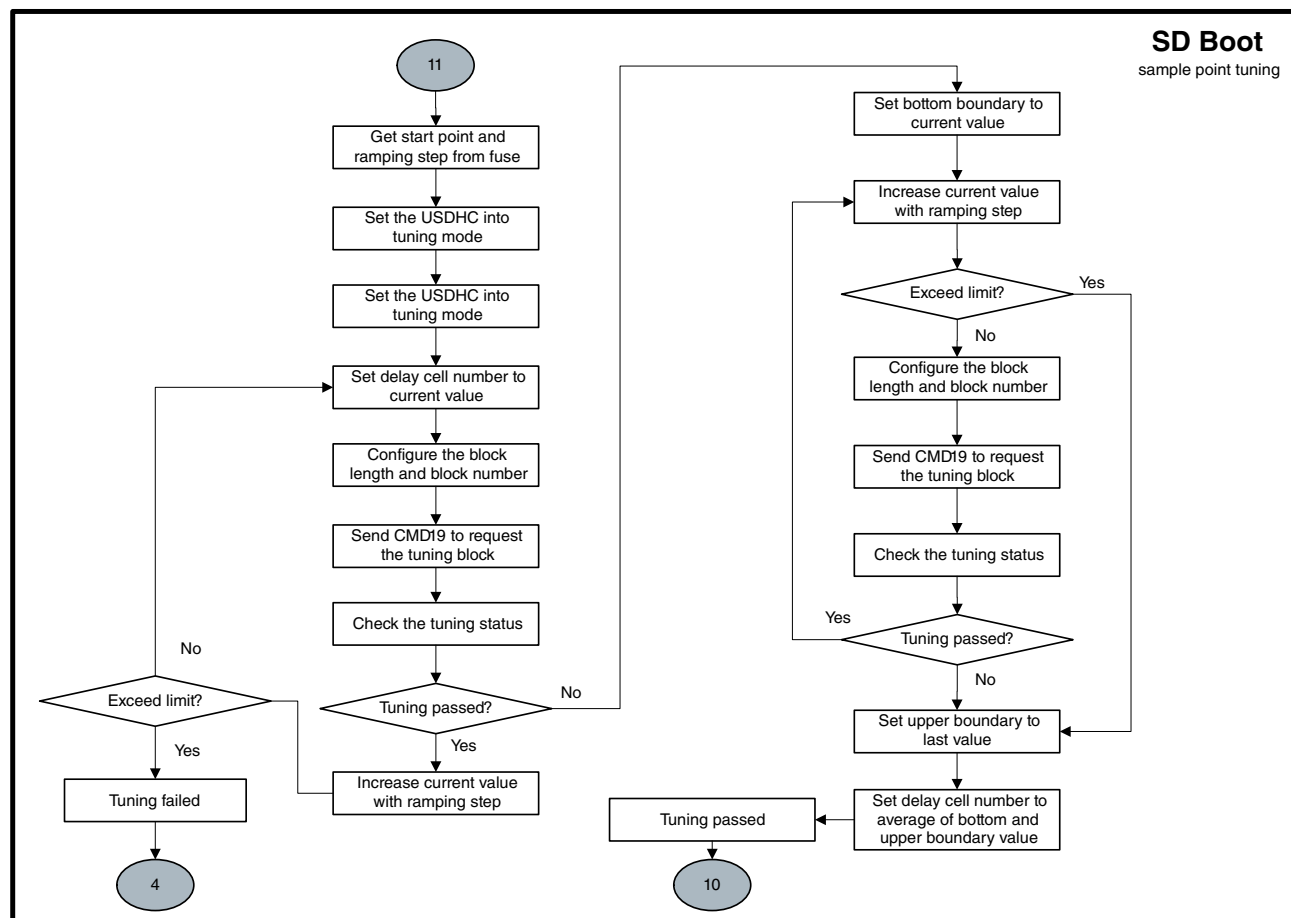 SD Boot
sample point tuning
11
Get start point and
ramping step from fuse
Set the USDHC into
tuning mode
Set the USDHC into
tuning mode
Set delay cell number to
current value
Configure the block
length and block number
Send CMD19 to request
the tuning block
Check the tuning status
Tuning passed?
No
Yes
Increase current value
with ramping step
Exceed limit?
No
Yes
Tuning failed
4
Set bottom boundary to
current value
Increase current value
with ramping step
Exceed limit?
Yes
No
Configure the block
length and block number
Send CMD19 to request
the tuning block
Check the tuning status
Yes
Tuning passed?
No
Set upper boundary to
last value
Set delay cell number to
average of bottom and
upper boundary value
Tuning passed
10